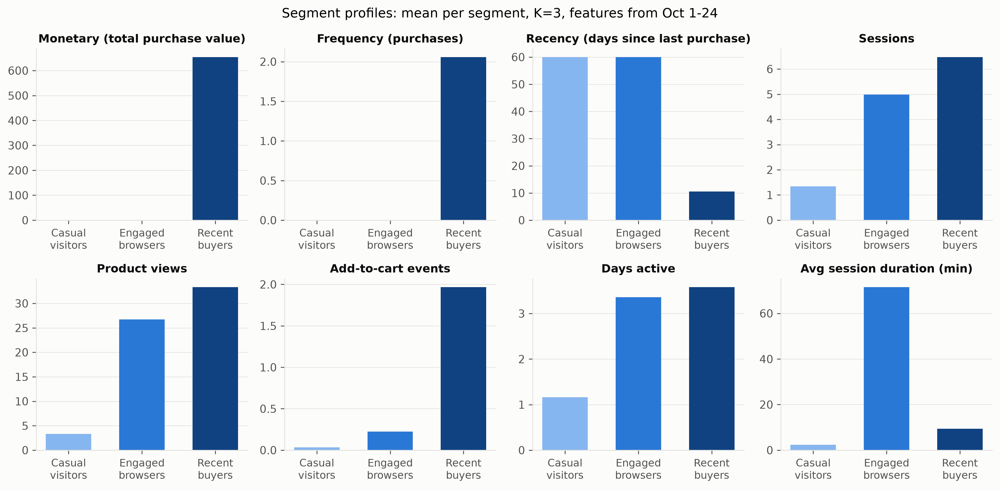 Segment profiles: mean per segment, K=3, features from Oct 1-24
Monetary (total purchase value)
600
500
400
300
200
100
0
Casual
visitors
Engaged
browsers
Recent
buyers
Frequency (purchases)
2.0
1.5
1.0
0.5
0.0
Casual
visitors
Engaged
browsers
Recent
buyers
Recency (days since last purchase)
60
50
40
30
20
10
0
Casual
visitors
Engaged
browsers
Recent
buyers
Sessions
6
5
4
3
2
1
0
Casual
visitors
Engaged
browsers
Recent
buyers
Product views
30
25
20
15
10
5
0
Casual
visitors
Engaged
browsers
Recent
buyers
Add-to-cart events
2.0
1.5
1.0
0.5
0.0
Casual
visitors
Engaged
browsers
Recent
buyers
Days active
3
2
1
0
Casual
visitors
Engaged
browsers
Recent
buyers
Avg session duration (min)
60
40
20
0
Casual
visitors
Engaged
browsers
Recent
buyers